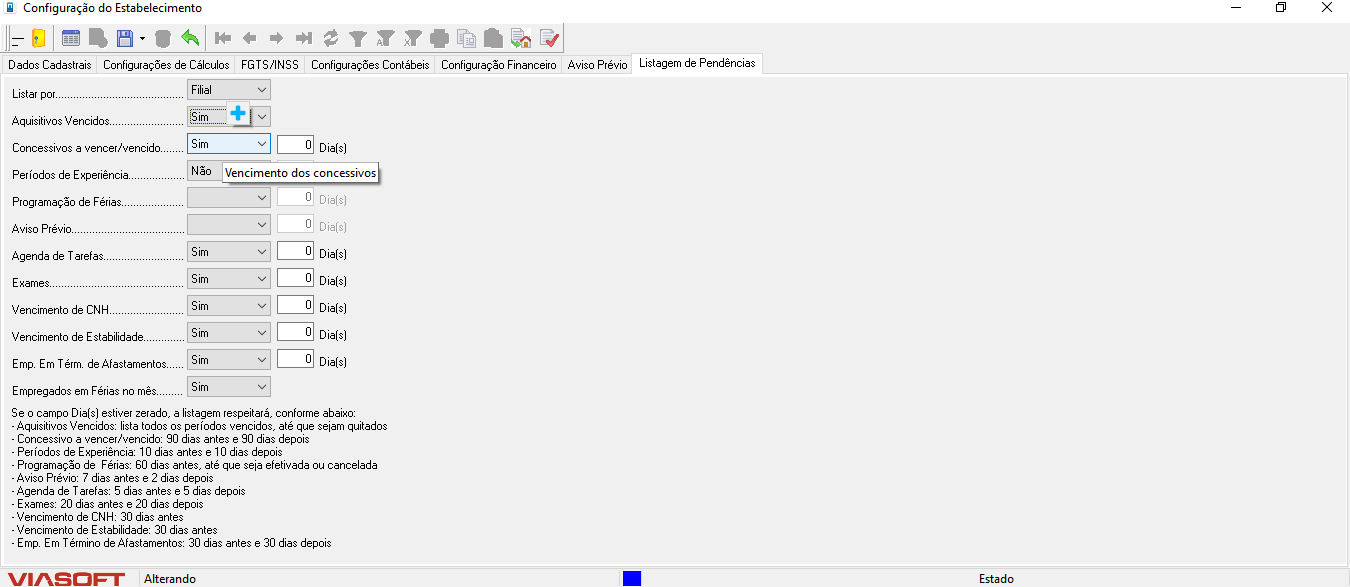 Configuração do Estabelecimento
Dados Cadastrais Configurações de Cálculos FGTS/INSS Configurações Contábeis Configuração Financeiro Aviso Prévio Listagem de Pendências
Listar por........................................... Filial
Aquisitivos Vencidos......................... Sim
Concessivos a vencer/vencido....... Sim 0 Dia(s)
Períodos de Experiência.................. Não
Vencimento dos concessivos
Programação de Férias..................... 0 Dia(s)
Aviso Prévio...................................... 0 Dia(s)
Agenda de Tarefas........................... Sim 0 Dia(s)
Exames............................................. Sim 0 Dia(s)
Vencimento de CNH......................... Sim 0 Dia(s)
Vencimento de Estabilidade............. Sim 0 Dia(s)
Emp. Em Térm. de Afastamentos...... Sim 0 Dia(s)
Empregados em Férias no mês......... Sim
Se o campo Dia(s) estiver zerado, a listagem respeitará, conforme abaixo:
- Aquisitivos Vencidos: lista todos os períodos vencidos, até que sejam quitados
- Concessivo a vencer/vencido: 90 dias antes e 90 dias depois
- Períodos de Experiência: 10 dias antes e 10 dias depois
- Programação de Férias: 60 dias antes, até que seja efetivada ou cancelada
- Aviso Prévio: 7 dias antes e 2 dias depois
- Agenda de Tarefas: 5 dias antes e 5 dias depois
- Exames: 20 dias antes e 20 dias depois
- Vencimento de CNH: 30 dias antes
- Vencimento de Estabilidade: 30 dias antes
- Emp. Em Término de Afastamentos: 30 dias antes e 30 dias depois
VIASOFT Alterando Estado